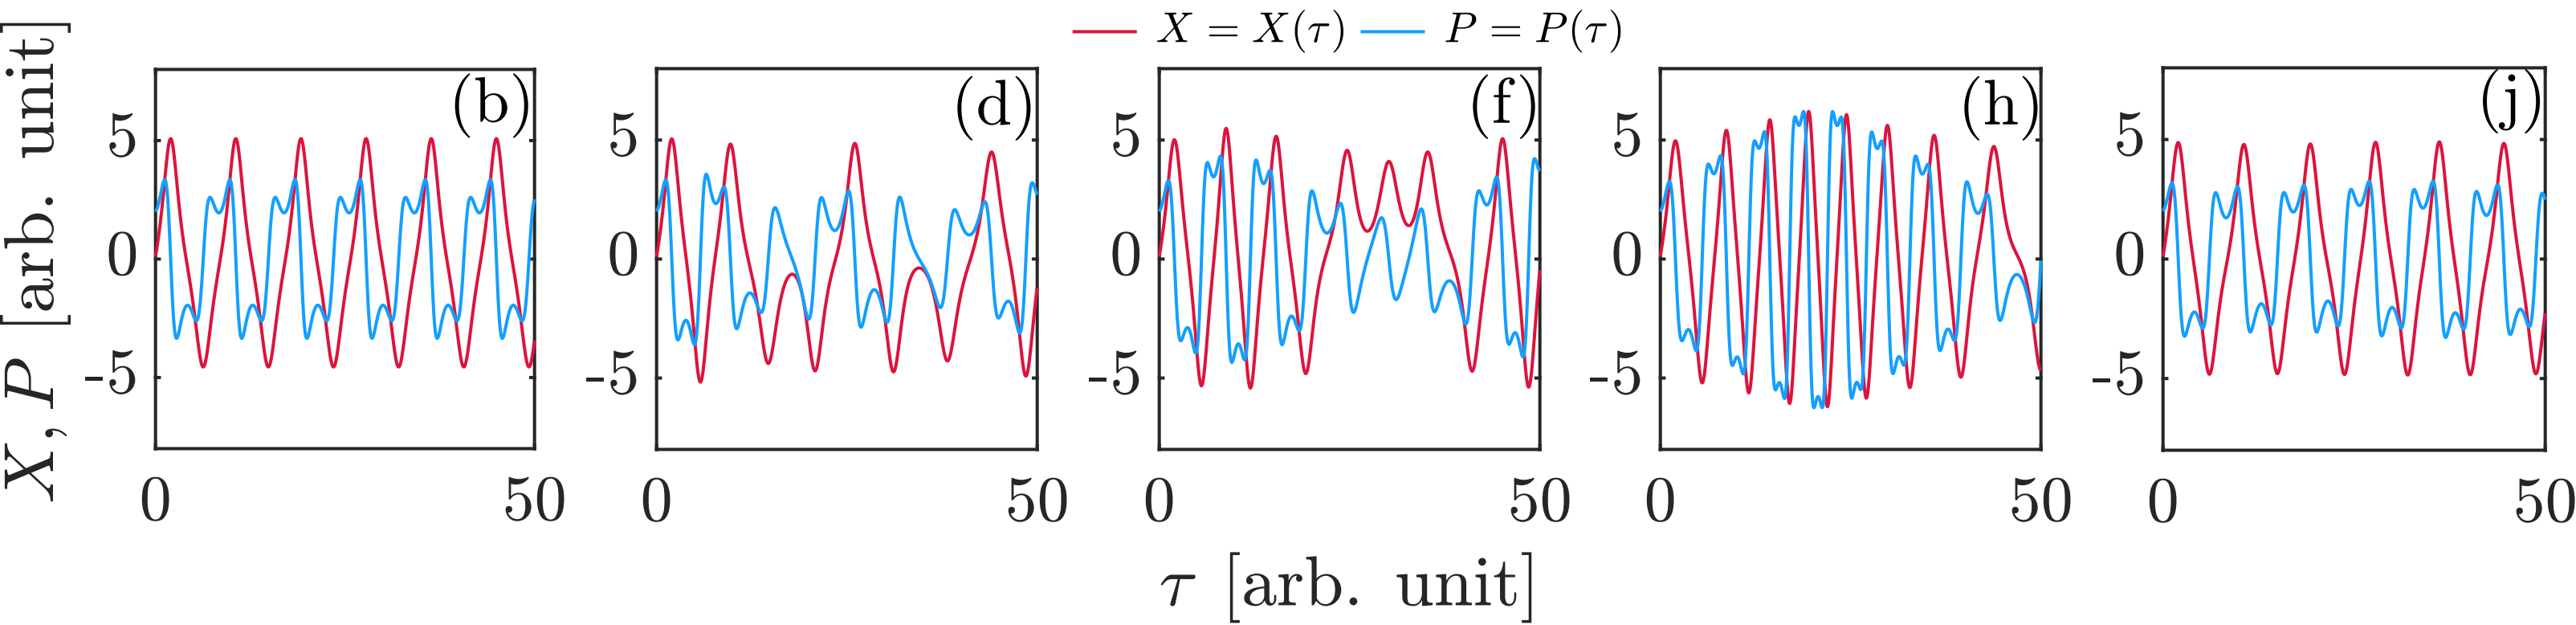 X = X(τ) P = P(τ)
X, P [arb. unit]
(b) (d) (f) (h) (j)
5 5 5 5 5
0 0 0 0 0
-5 -5 -5 -5 -5
0 50 0 50 0 50 0 50 0 50
τ [arb. unit]